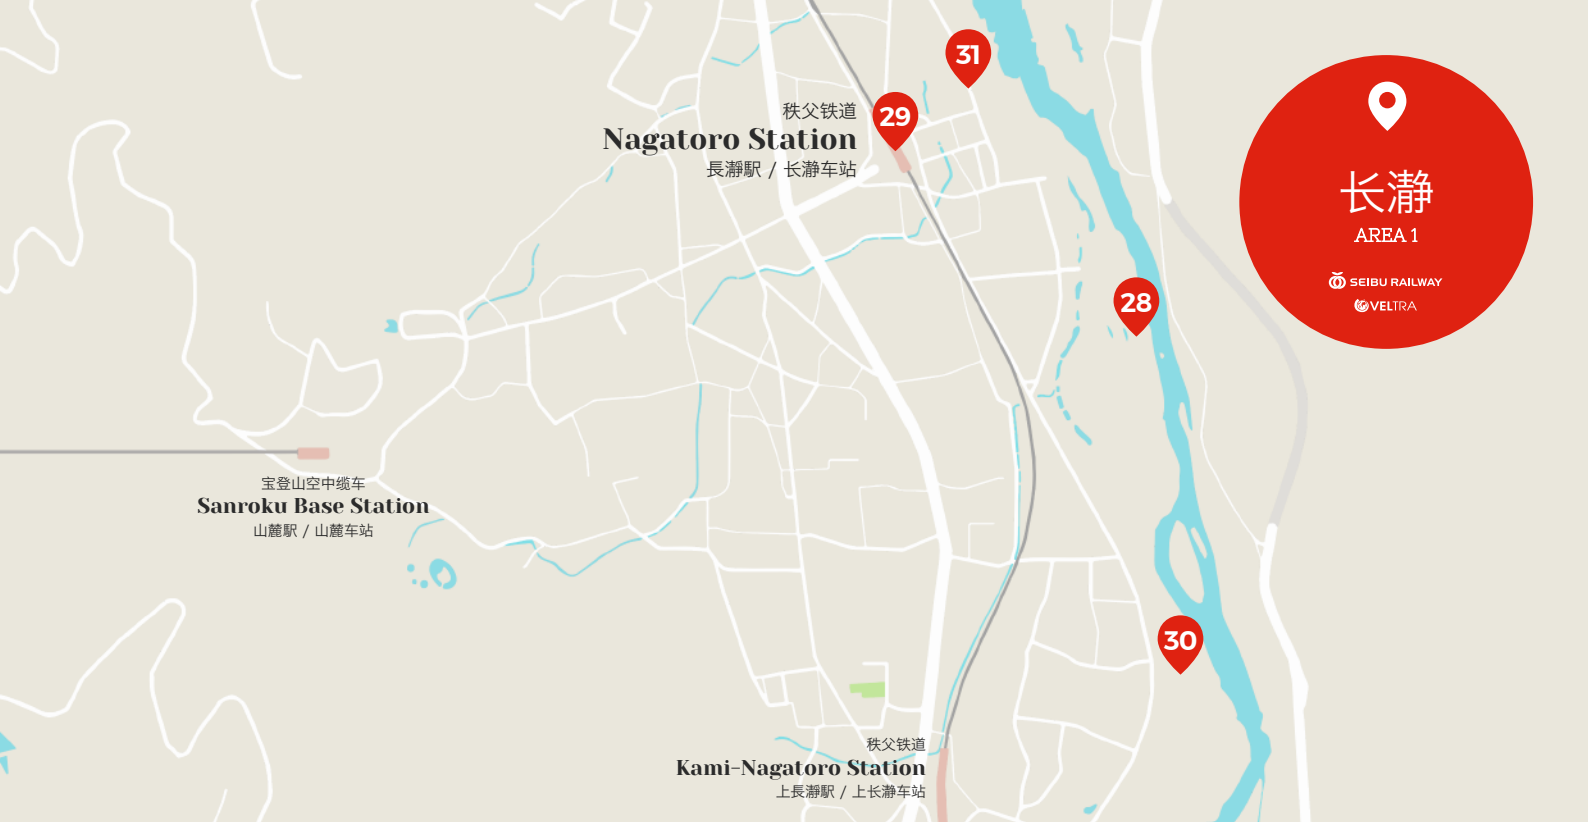 31
秩父铁道
29
Nagatoro Station
長瀞駅 / 长瀞车站
长瀞
AREA 1
SEIBU RAILWAY
VELTRA
28
宝登山空中缆车
Sanroku Base Station
山麓駅 / 山麓车站
30
秩父铁道
Kami-Nagatoro Station
上長瀞駅 / 上长瀞车站